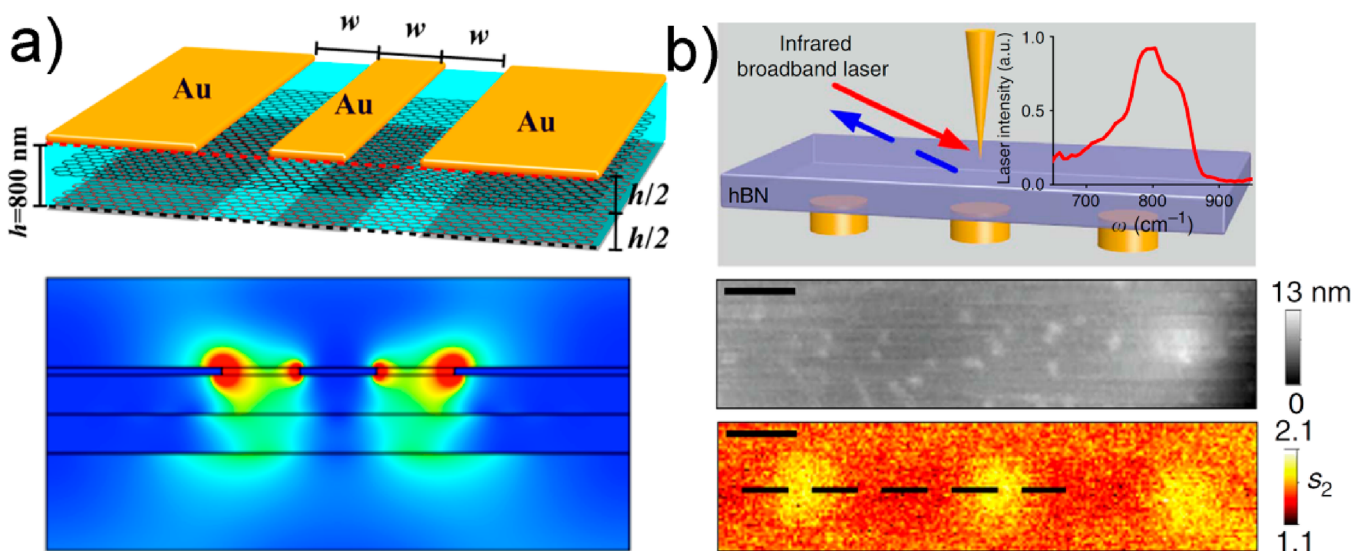 a)
w
w
w
Au
Au
Au
h=800 nm
h/2
h/2
b)
Infrared
broadband laser
hBN
Laser intensity (a.u.)
1.0
0.5
1.0
700
800
900
ω (cm⁻¹)
13 nm
0
2.1
s₂
1.1